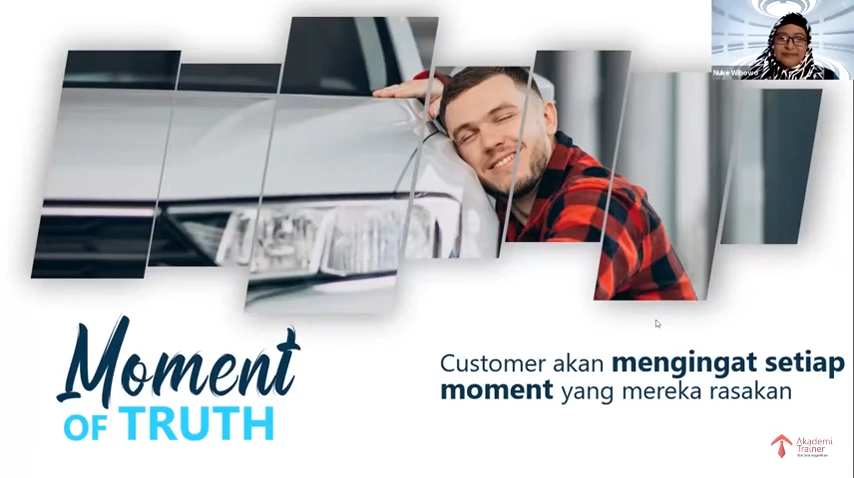 Nuke Wibowo
Moment
OF TRUTH
Customer akan mengingat setiap
moment yang mereka rasakan
Akademi
Trainer